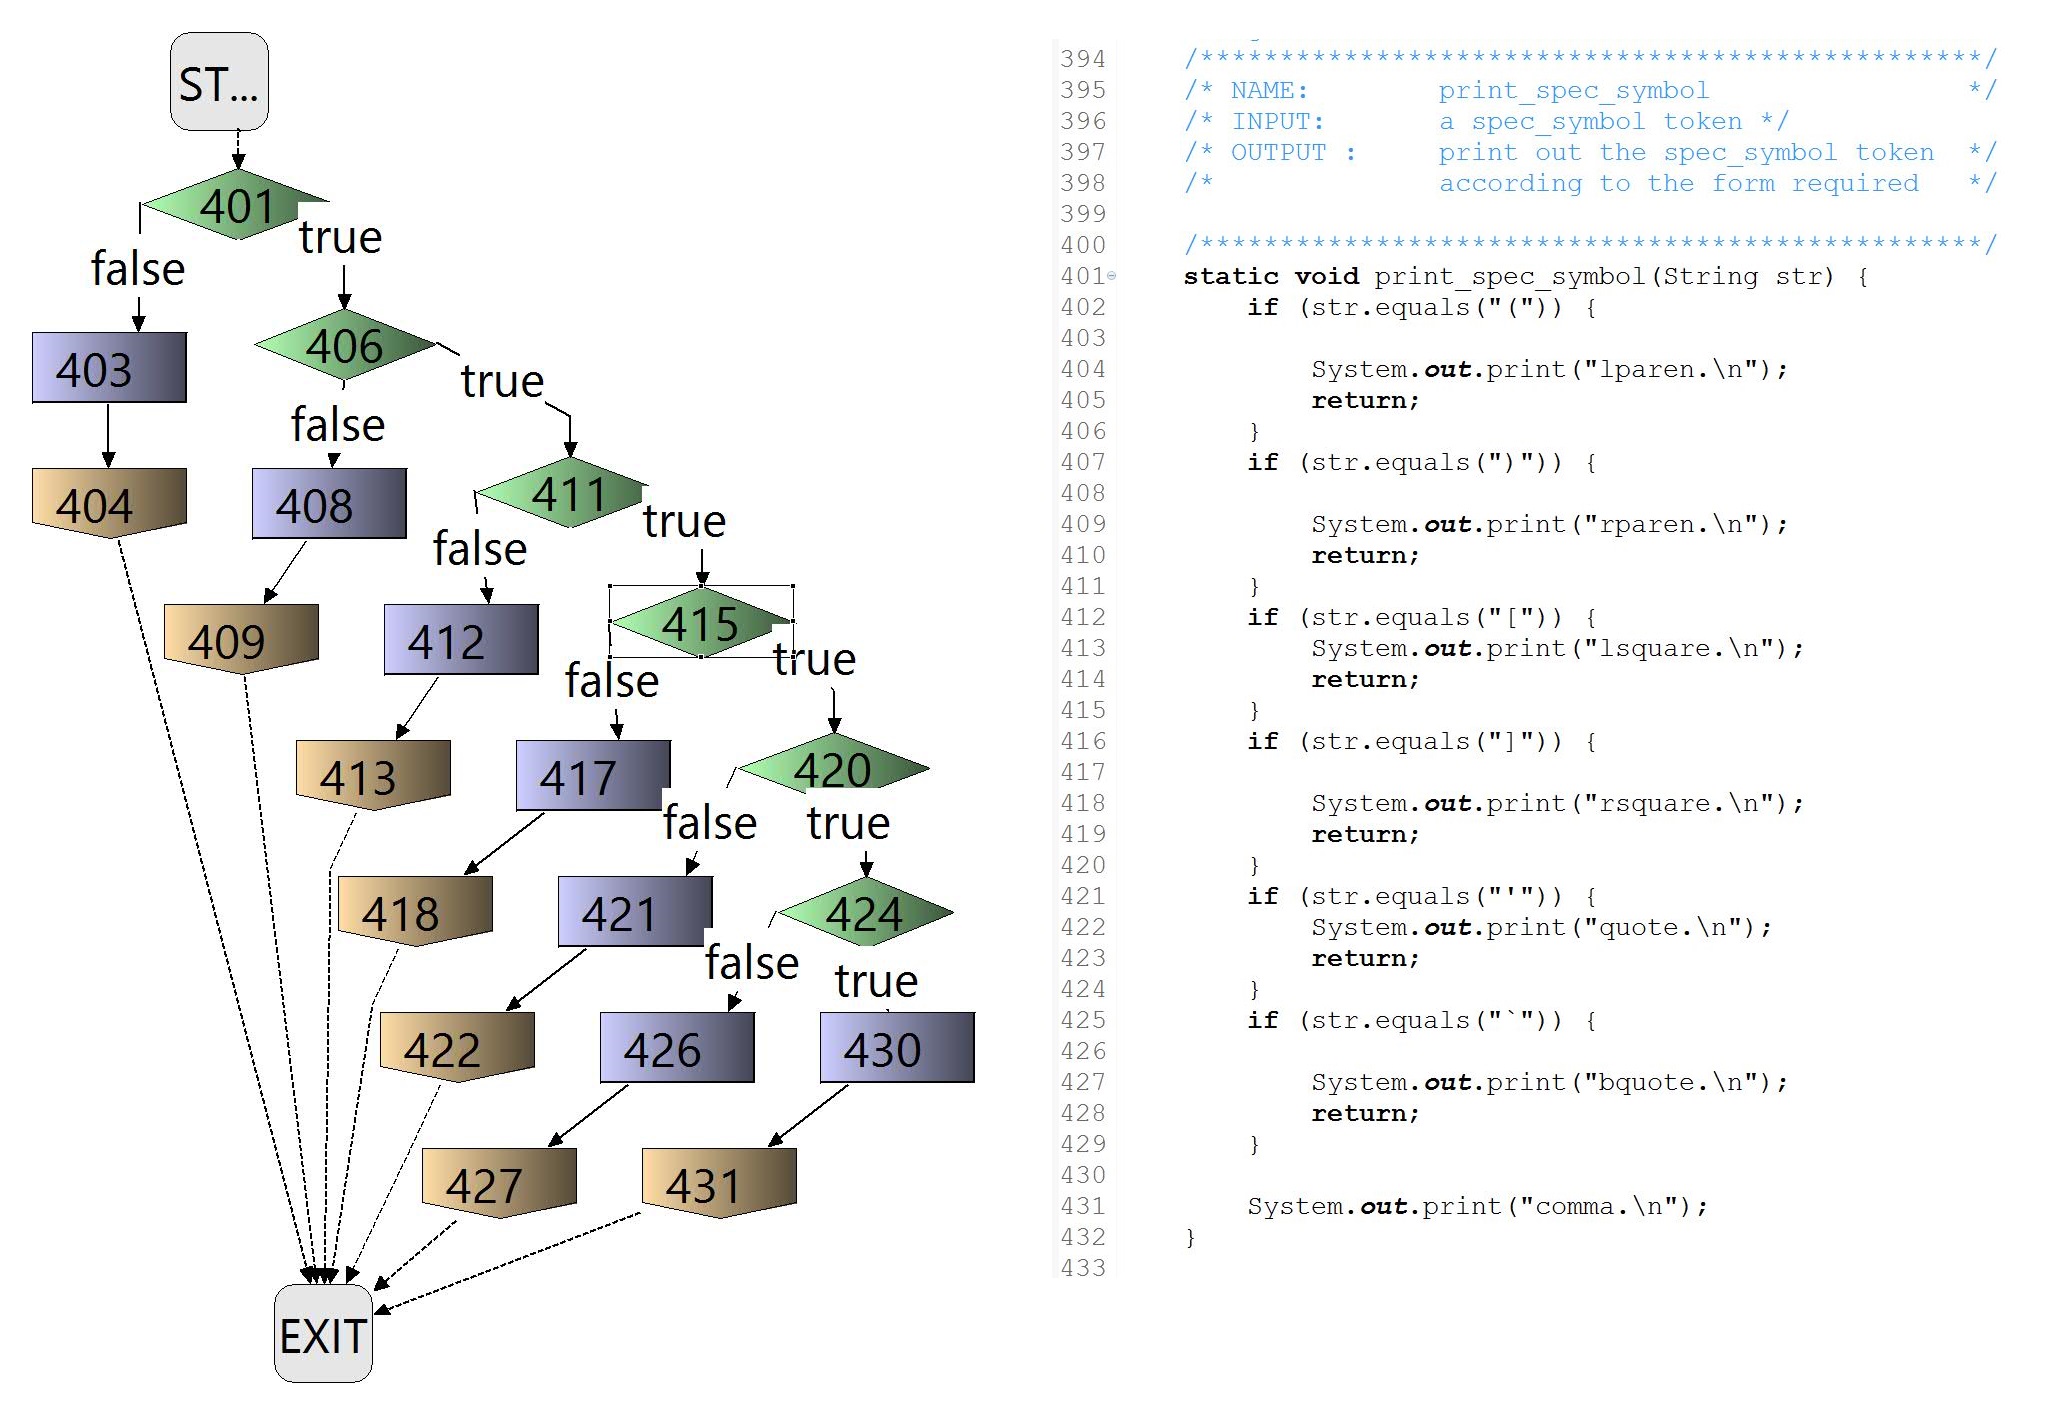 ST...
401
true
false
406
403
true
false
411
404
408
true
false
415
409
412
true
false
420
413
417
false
true
418
421
424
false
true
422
426
430
427
431
EXIT
394 /*************************************************/
395 /* NAME: print_spec_symbol */
396 /* INPUT: a spec_symbol token */
397 /* OUTPUT : print out the spec_symbol token */
398 /* according to the form required */
399
400 /*************************************************/
401 static void print_spec_symbol(String str) {
402 if (str.equals("(")) {
403
404 System.out.print("lparen.\n");
405 return;
406 }
407 if (str.equals(")")) {
408
409 System.out.print("rparen.\n");
410 return;
411 }
412 if (str.equals("[")) {
413 System.out.print("lsquare.\n");
414 return;
415 }
416 if (str.equals("]")) {
417
418 System.out.print("rsquare.\n");
419 return;
420 }
421 if (str.equals("'")) {
422 System.out.print("quote.\n");
423 return;
424 }
425 if (str.equals("`")) {
426
427 System.out.print("bquote.\n");
428 return;
429 }
430
431 System.out.print("comma.\n");
432 }
433